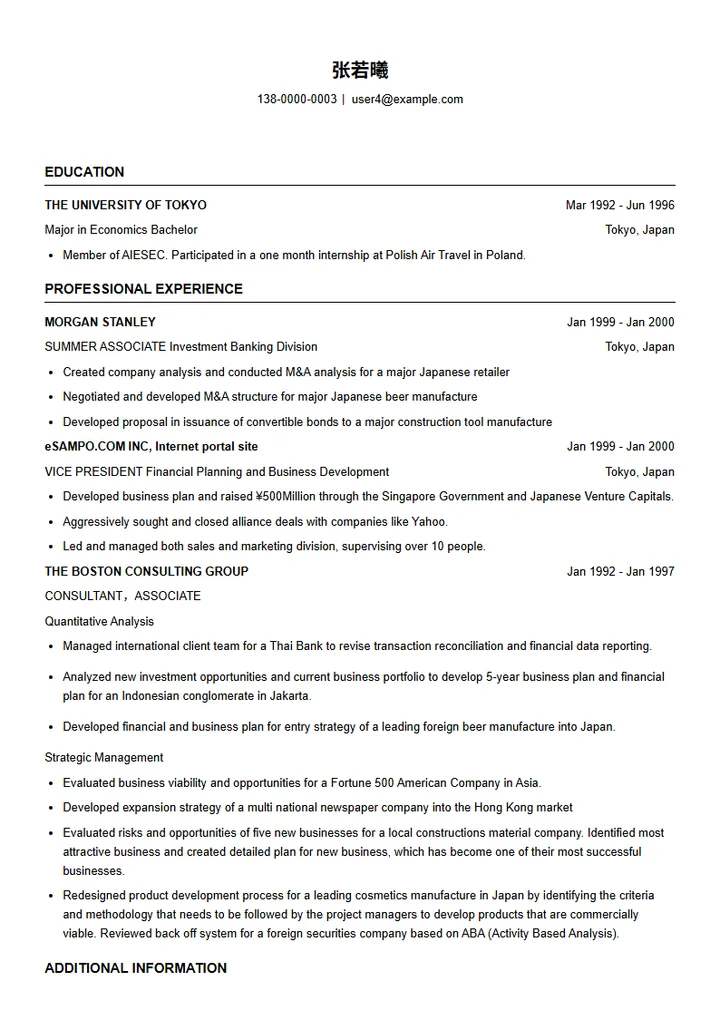 张若曦
138-0000-0003 | user4@example.com
EDUCATION
THE UNIVERSITY OF TOKYO Mar 1992 - Jun 1996
Major in Economics Bachelor Tokyo, Japan
• Member of AIESEC. Participated in a one month internship at Polish Air Travel in Poland.
PROFESSIONAL EXPERIENCE
MORGAN STANLEY Jan 1999 - Jan 2000
SUMMER ASSOCIATE Investment Banking Division Tokyo, Japan
• Created company analysis and conducted M&A analysis for a major Japanese retailer
• Negotiated and developed M&A structure for major Japanese beer manufacture
• Developed proposal in issuance of convertible bonds to a major construction tool manufacture
eSAMPO.COM INC, Internet portal site Jan 1999 - Jan 2000
VICE PRESIDENT Financial Planning and Business Development Tokyo, Japan
• Developed business plan and raised ¥500Million through the Singapore Government and Japanese Venture Capitals.
• Aggressively sought and closed alliance deals with companies like Yahoo.
• Led and managed both sales and marketing division, supervising over 10 people.
THE BOSTON CONSULTING GROUP Jan 1992 - Jan 1997
CONSULTANT，ASSOCIATE
Quantitative Analysis
• Managed international client team for a Thai Bank to revise transaction reconciliation and financial data reporting.
• Analyzed new investment opportunities and current business portfolio to develop 5-year business plan and financial
plan for an Indonesian conglomerate in Jakarta.
• Developed financial and business plan for entry strategy of a leading foreign beer manufacture into Japan.
Strategic Management
• Evaluated business viability and opportunities for a Fortune 500 American Company in Asia.
• Developed expansion strategy of a multi national newspaper company into the Hong Kong market
• Evaluated risks and opportunities of five new businesses for a local constructions material company. Identified most
attractive business and created detailed plan for new business, which has become one of their most successful
businesses.
• Redesigned product development process for a leading cosmetics manufacture in Japan by identifying the criteria
and methodology that needs to be followed by the project managers to develop products that are commercially
viable. Reviewed back off system for a foreign securities company based on ABA (Activity Based Analysis).
ADDITIONAL INFORMATION